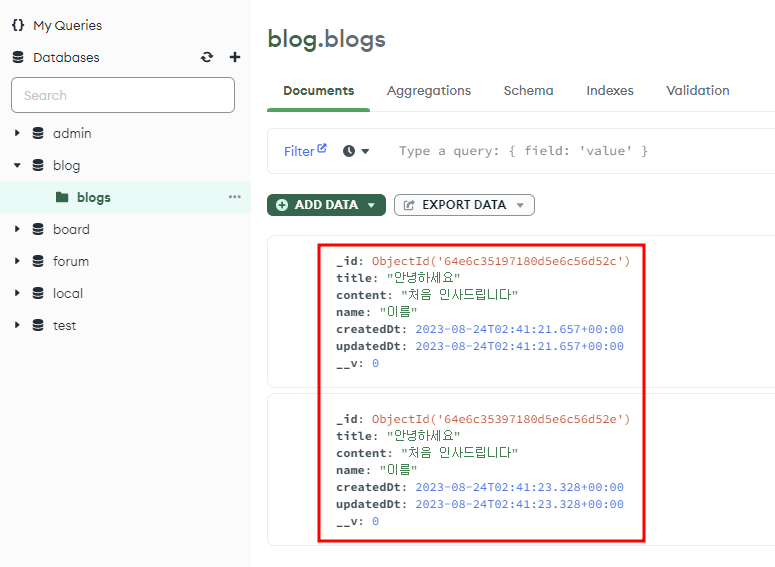 My Queries
Databases
Search
admin
blog
blogs
board
forum
local
test
blog.blogs
Documents Aggregations Schema Indexes Validation
Filter Type a query: { field: 'value' }
ADD DATA EXPORT DATA
_id: ObjectId('64e6c35197180d5e6c56d52c')
title: "안녕하세요"
content: "처음 인사드립니다"
name: "이름"
createdDt: 2023-08-24T02:41:21.657+00:00
updatedDt: 2023-08-24T02:41:21.657+00:00
__v: 0
_id: ObjectId('64e6c35397180d5e6c56d52e')
title: "안녕하세요"
content: "처음 인사드립니다"
name: "이름"
createdDt: 2023-08-24T02:41:23.328+00:00
updatedDt: 2023-08-24T02:41:23.328+00:00
__v: 0